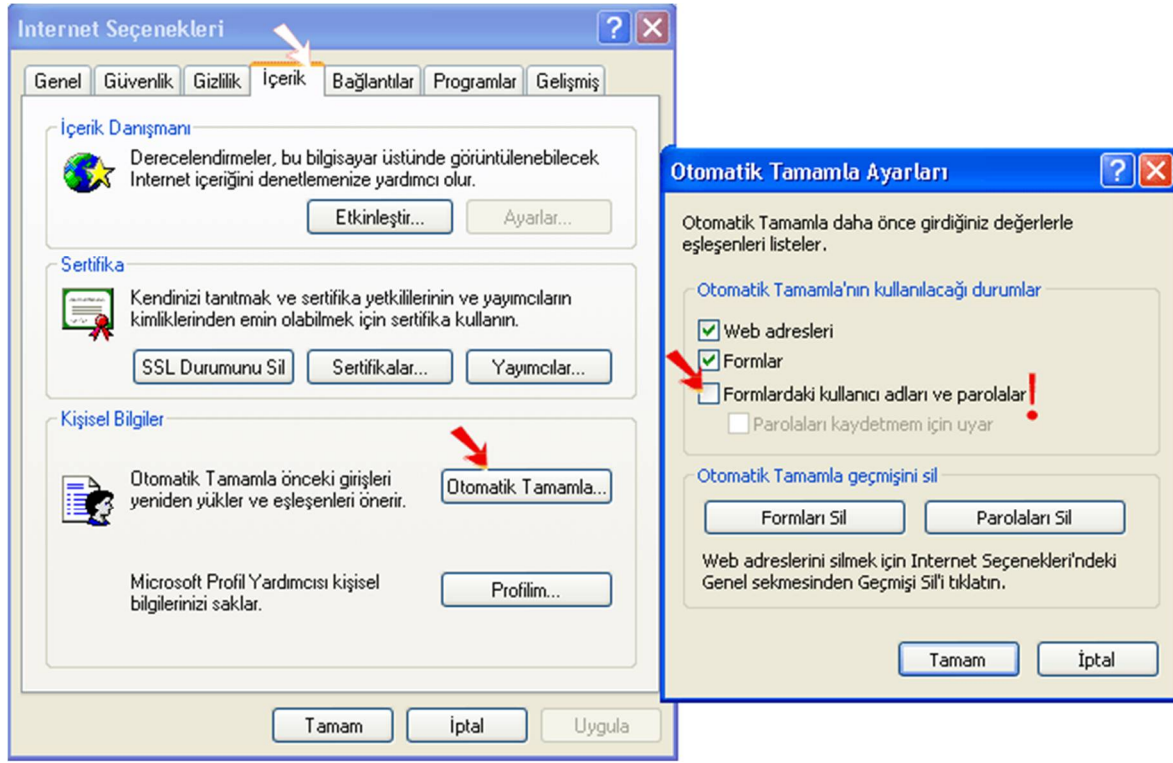 Internet Seçenekleri
Genel Güvenlik Gizlilik İçerik Bağlantılar Programlar Gelişmiş
İçerik Danışmanı
Derecelendirmeler, bu bilgisayar üstünde görüntülenebilecek
Internet içeriğini denetlemenize yardımcı olur.
Etkinleştir... Ayarlar...
Sertifika
Kendinizi tanıtmak ve sertifika yetkililerinin ve yayımcıların
kimliklerinden emin olabilmek için sertifika kullanın.
SSL Durumunu Sil Sertifikalar... Yayımcılar...
Kişisel Bilgiler
Otomatik Tamamla önceki girişleri
yeniden yükler ve eşleşenleri önerir.
Otomatik Tamamla...
Microsoft Profil Yardımcısı kişisel
bilgilerinizi saklar.
Profilim...
Tamam İptal Uygula
Otomatik Tamamla Ayarları
Otomatik Tamamla daha önce girdiğiniz değerlerle
eşleşenleri listeler.
Otomatik Tamamla'nın kullanılacağı durumlar
Web adresleri
Formlar
Formlardaki kullanıcı adları ve parolalar !
Parolaları kaydetmem için uyar
Otomatik Tamamla geçmişini sil
Formları Sil Parolaları Sil
Web adreslerini silmek için Internet Seçenekleri'ndeki
Genel sekmesinden Geçmişi Sil'i tıklatın.
Tamam İptal